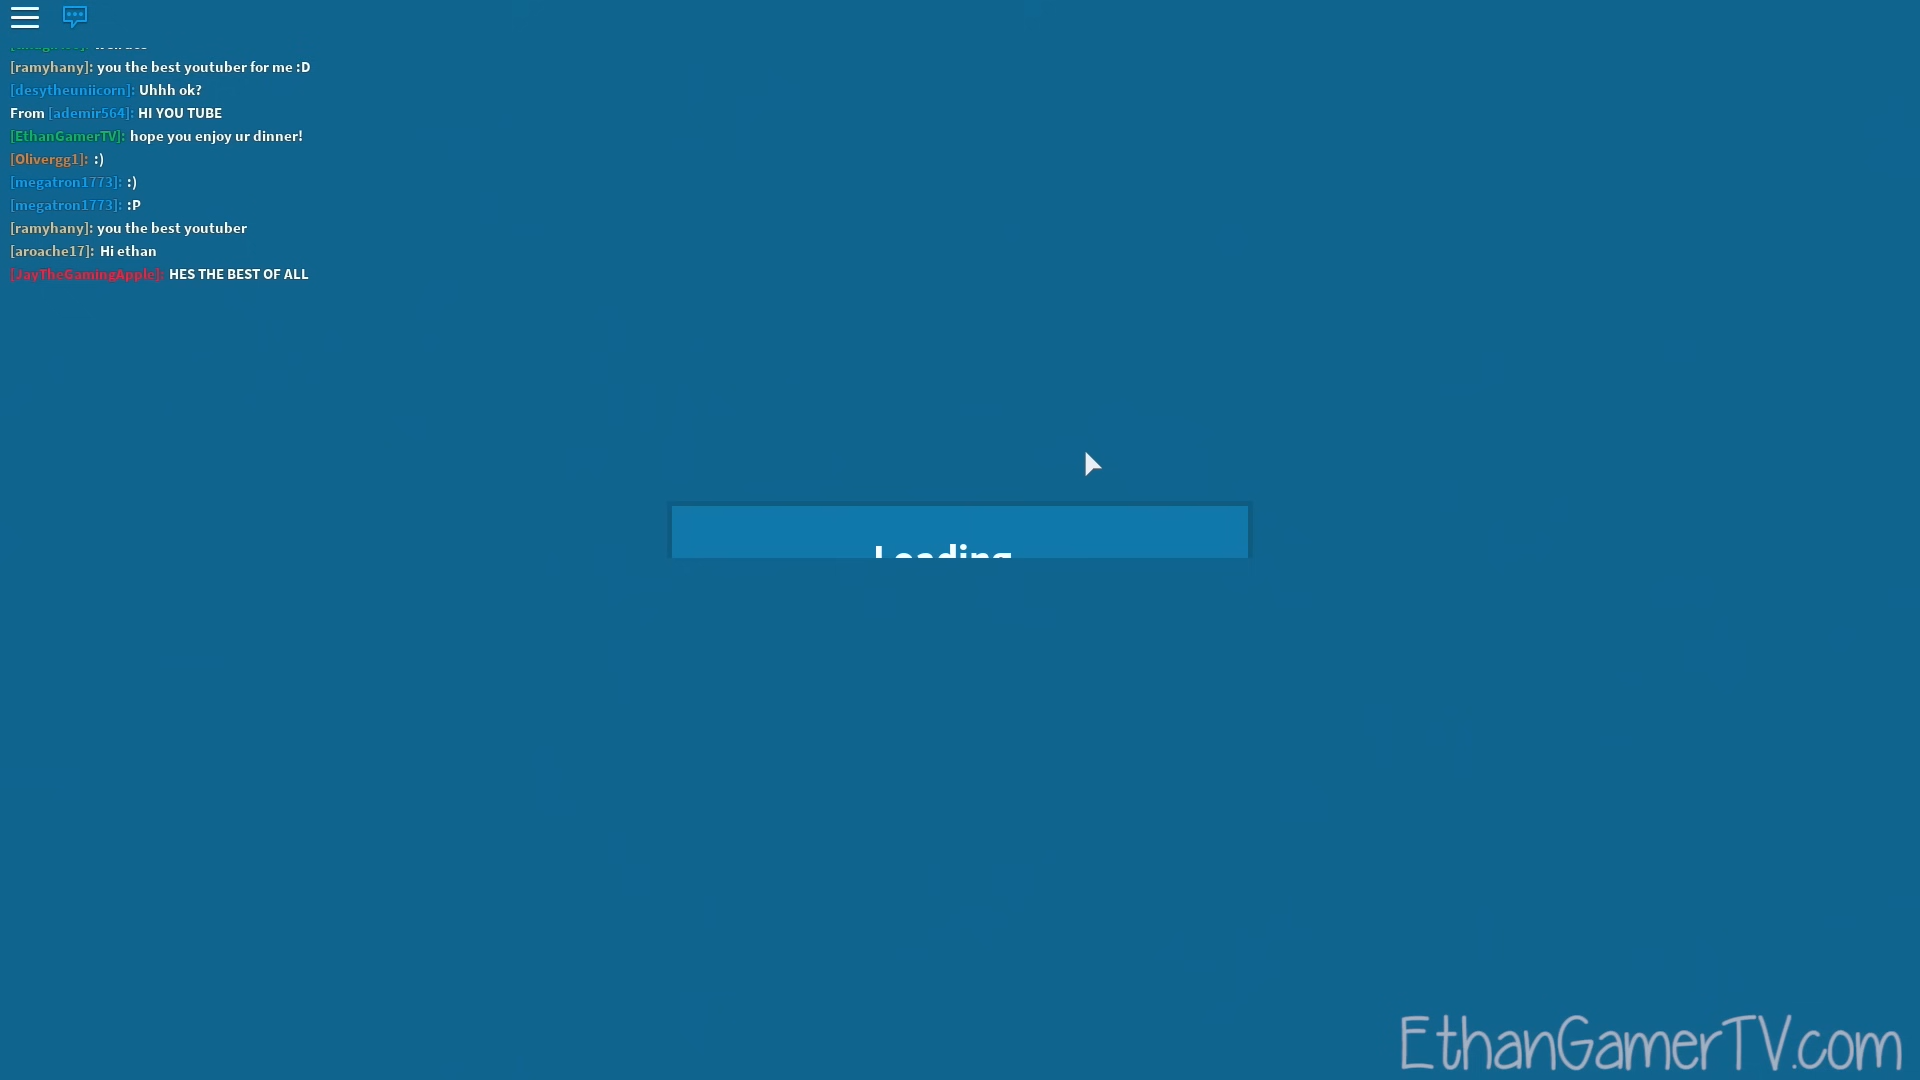 [ramyhany]: you the best youtuber for me :D
[desytheuniicorn]: Uhhh ok?
From [ademir564]: HI YOU TUBE
[EthanGamerTV]: hope you enjoy ur dinner!
[Olivergg1]: :)
[megatron1773]: :)
[megatron1773]: :P
[ramyhany]: you the best youtuber
[aroache17]: Hi ethan
[JayTheGamingApple]: HES THE BEST OF ALL
Loading
EthanGamerTV.com